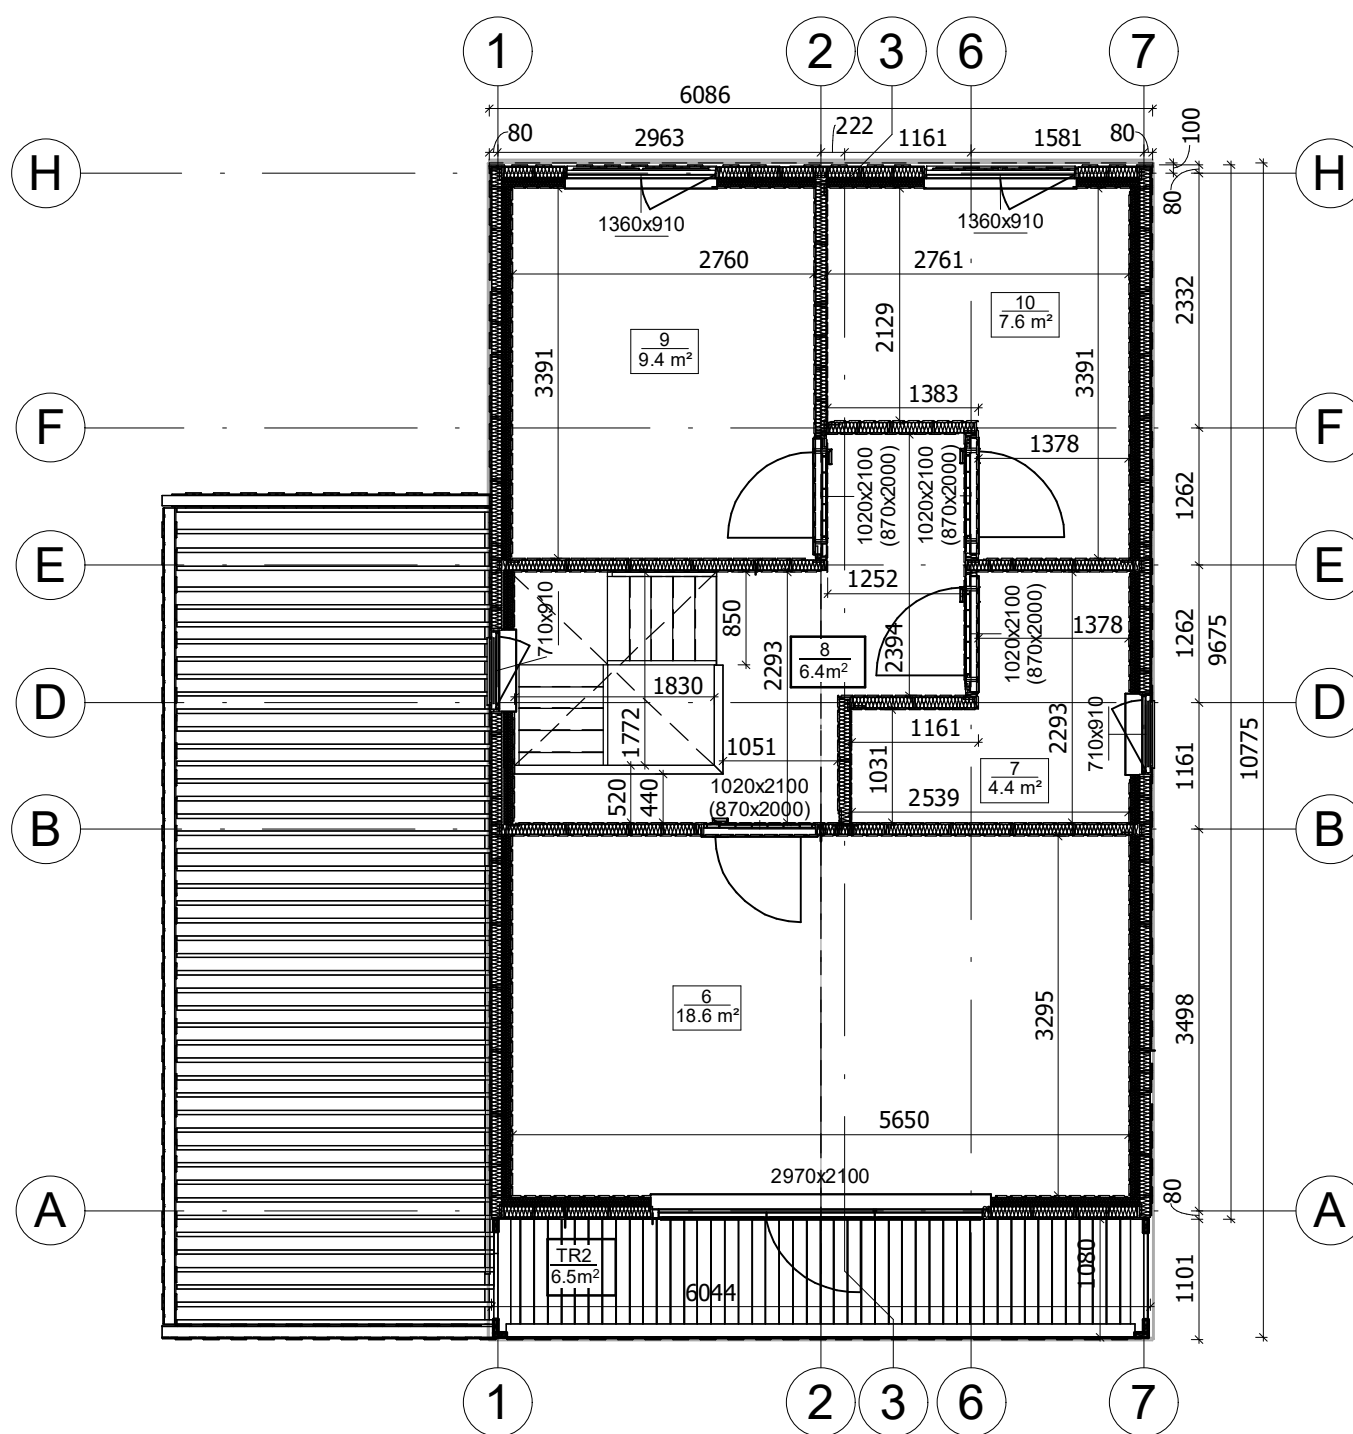 1 2 3 6 7
6086
80 2963 222 1161 1581 80 100
H H
80
1360x910 1360x910
2760 2761
2332
10
7.6 m²
9
9.4 m²
2129
3391 3391
1383
F F
1378
1020x2100
(870x2000)
1020x2100
(870x2000)
1262
E E
1252
710x910
850
2293
2394
1020x2100
(870x2000)
1378
1262
9675
8
6.4m²
1830
D D
1772
1051
1161
2293
710x910
10775
1031
7
4.4 m²
1161
520
440
1020x2100
(870x2000)
2539
B B
6
18.6 m²
3295
3498
5650
2970x2100
80
A A
TR2
6.5m²
1080
1101
6044
1 2 3 6 7